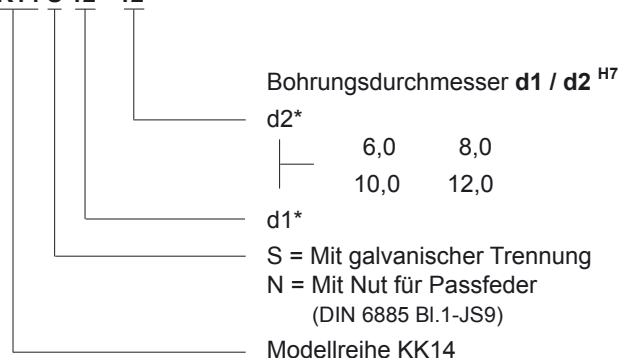 Bohrungsdurchmesser d1 / d2 H7
d2*
6,0 8,0
10,0 12,0
d1*
S = Mit galvanischer Trennung
N = Mit Nut für Passfeder
(DIN 6885 Bl.1-JS9)
Modellreihe KK14